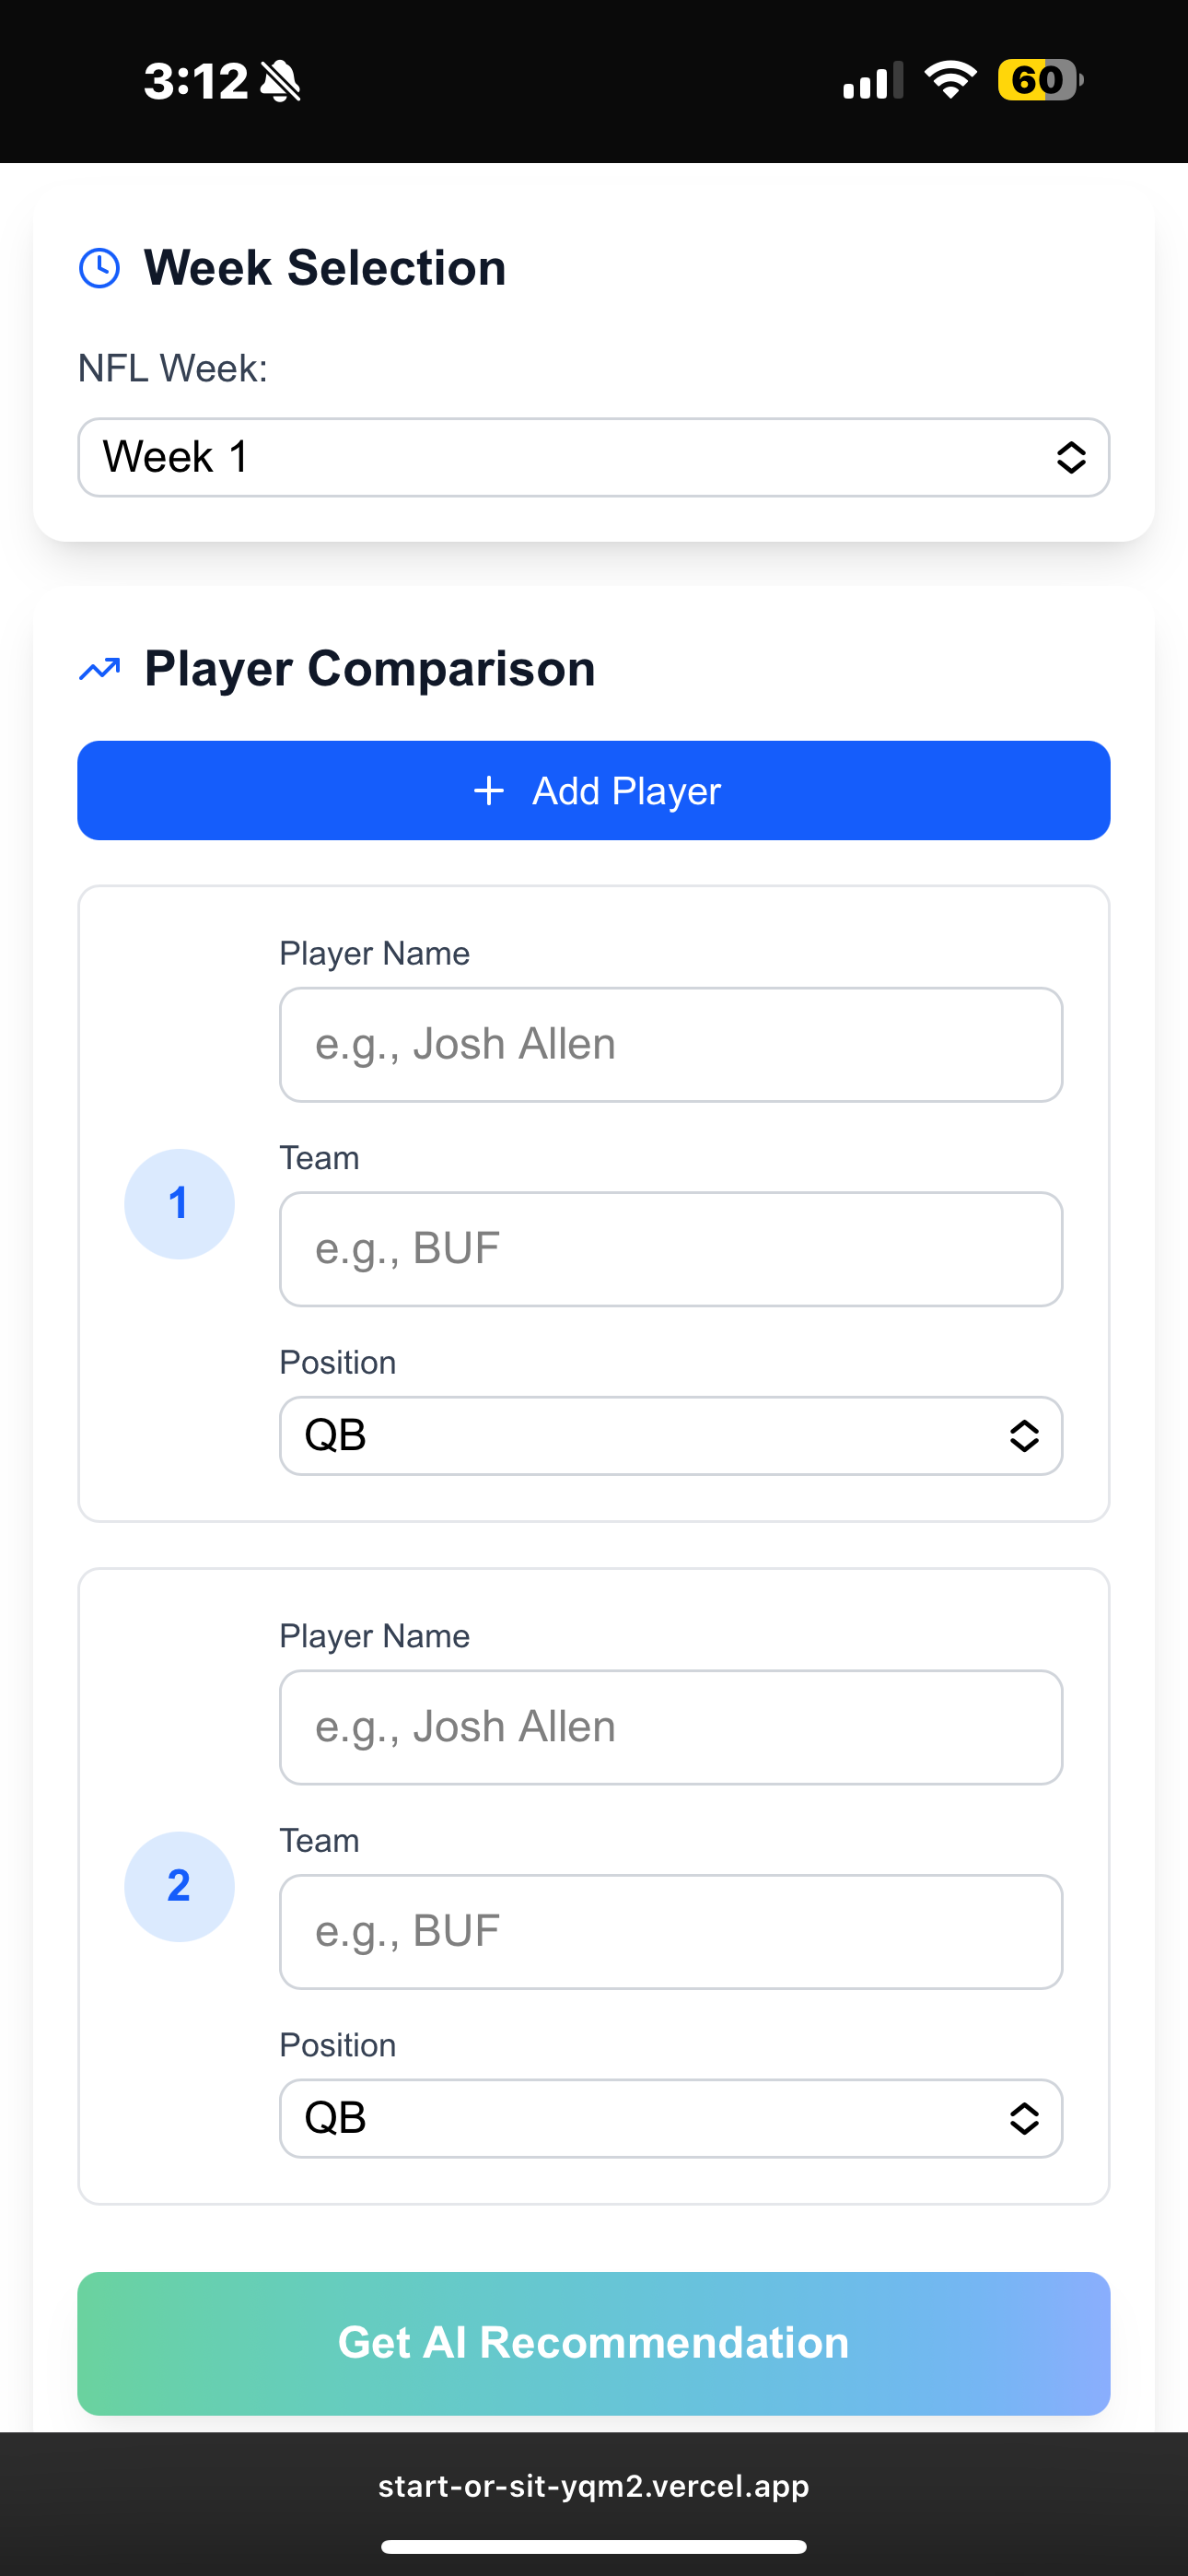 3:12
60
Week Selection
NFL Week:
Week 1
Player Comparison
+ Add Player
Player Name
e.g., Josh Allen
Team
1
e.g., BUF
Position
QB
Player Name
e.g., Josh Allen
Team
2
e.g., BUF
Position
QB
Get AI Recommendation
start-or-sit-yqm2.vercel.app